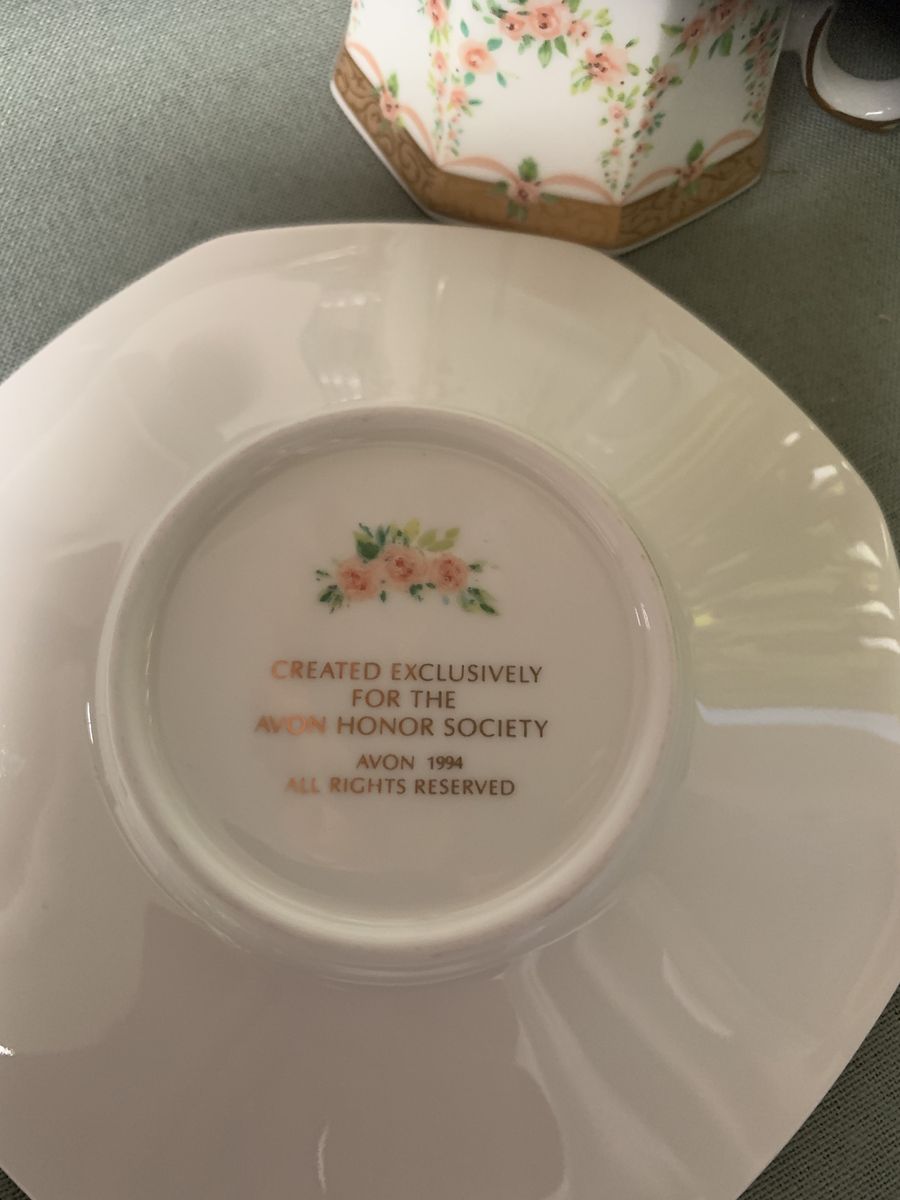 CREATED EXCLUSIVELY
FOR THE
AVON HONOR SOCIETY
AVON 1994
ALL RIGHTS RESERVED